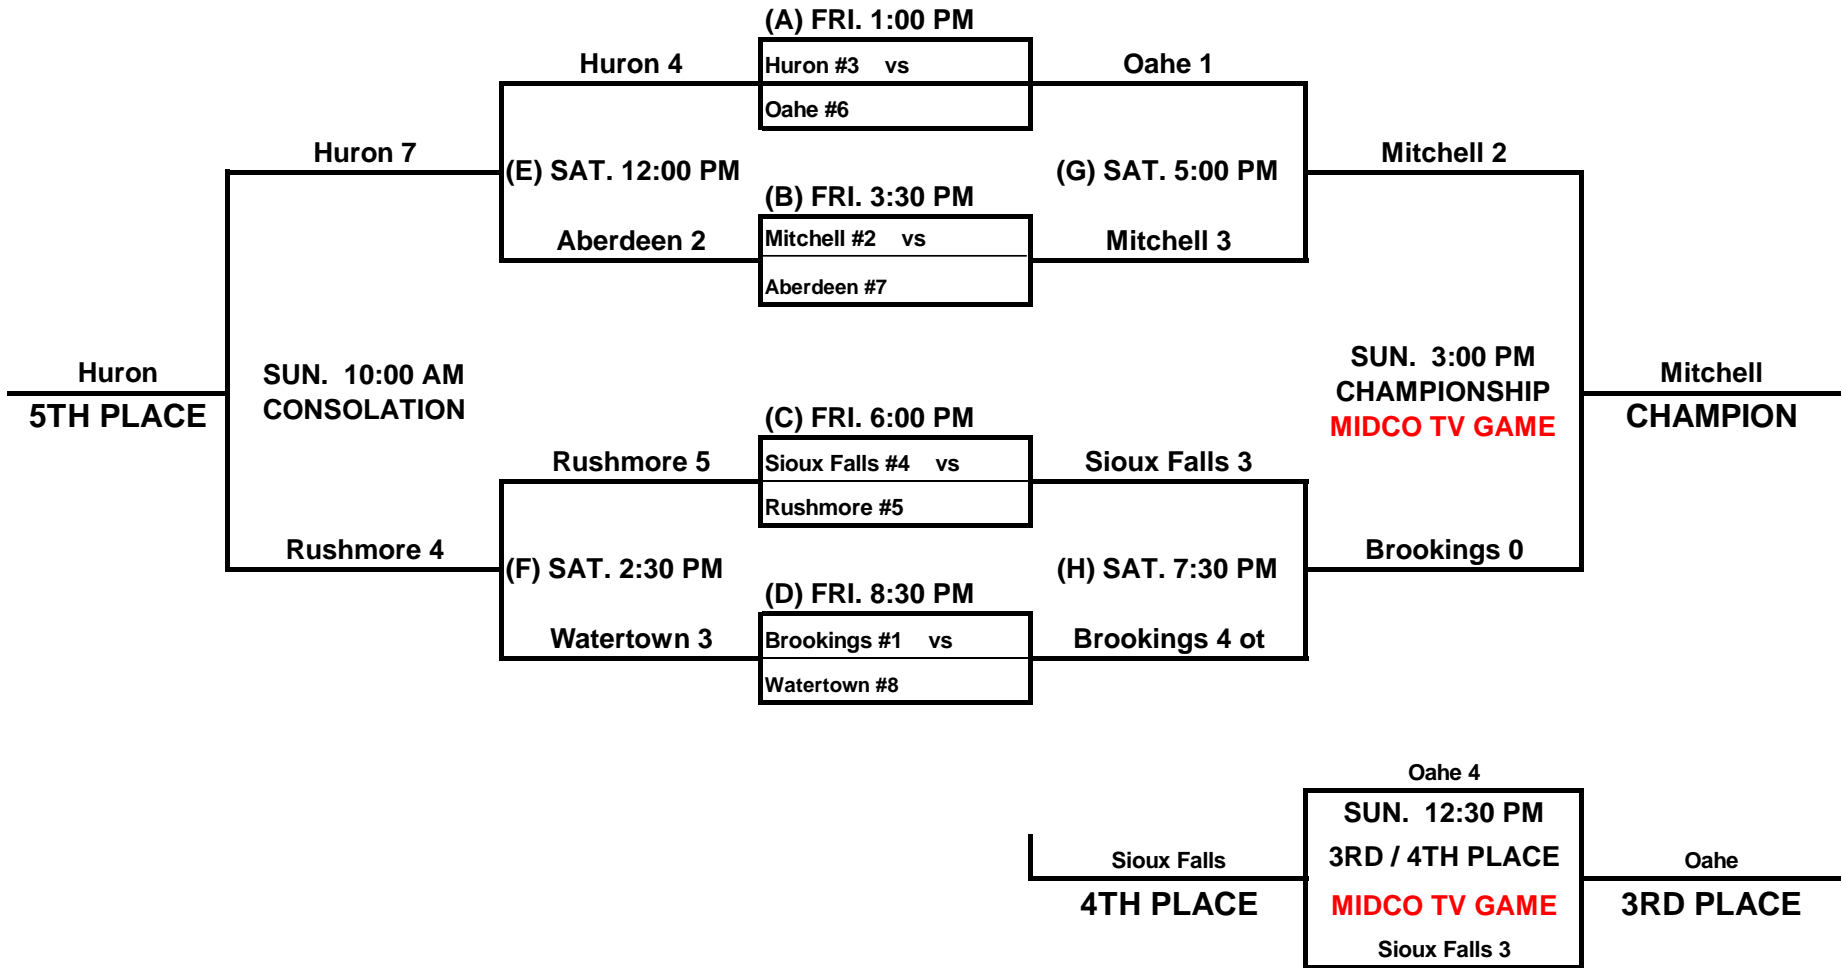 (A) FRI. 1:00 PM
Huron 4
Huron #3 vs
Oahe 1
Oahe #6
Huron 7
(E) SAT. 12:00 PM
(G) SAT. 5:00 PM
Mitchell 2
(B) FRI. 3:30 PM
Aberdeen 2
Mitchell #2 vs
Mitchell 3
Aberdeen #7
Huron
5TH PLACE
SUN. 10:00 AM
CONSOLATION
SUN. 3:00 PM
CHAMPIONSHIP
MIDCO TV GAME
Mitchell
CHAMPION
(C) FRI. 6:00 PM
Rushmore 5
Sioux Falls #4 vs
Sioux Falls 3
Rushmore #5
Rushmore 4
(F) SAT. 2:30 PM
(H) SAT. 7:30 PM
Brookings 0
(D) FRI. 8:30 PM
Watertown 3
Brookings #1 vs
Brookings 4 ot
Watertown #8
Oahe 4
SUN. 12:30 PM
3RD / 4TH PLACE
MIDCO TV GAME
Sioux Falls 3
Sioux Falls
4TH PLACE
Oahe
3RD PLACE